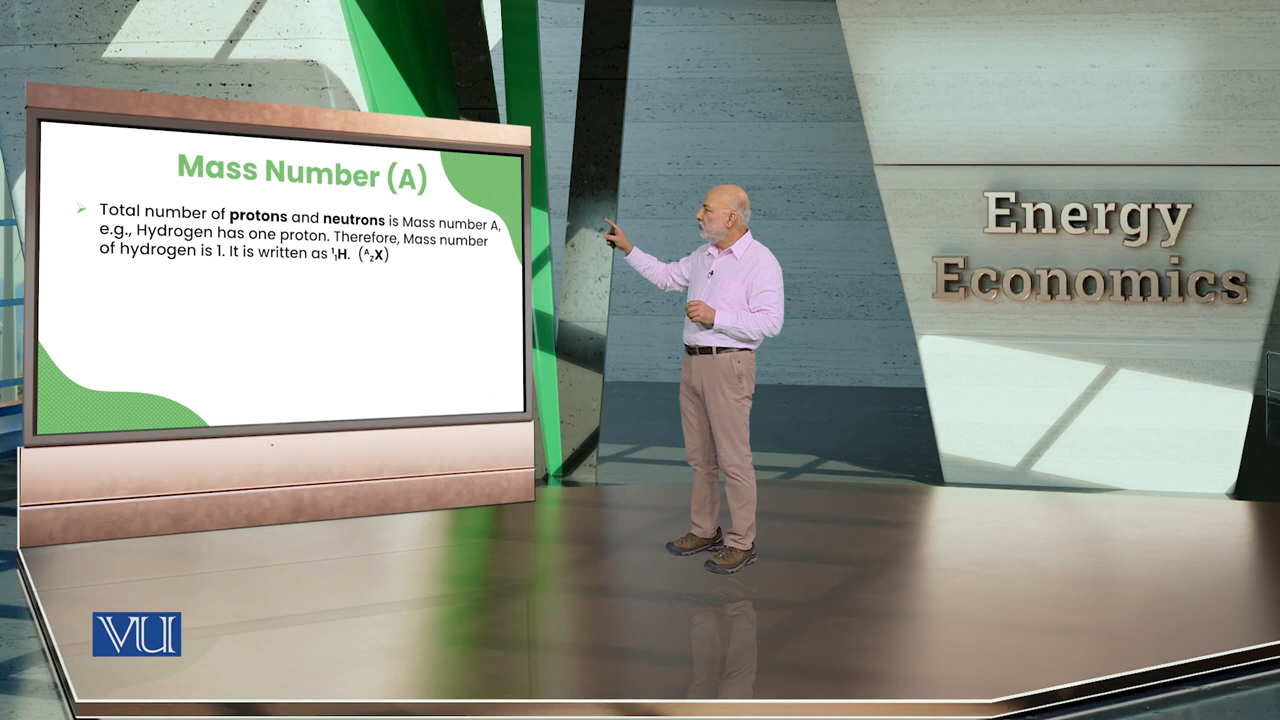 Mass Number (A)
Total number of protons and neutrons is Mass number A,
e.g., Hydrogen has one proton. Therefore, Mass number
of hydrogen is 1. It is written as ¹₁H. (ᴬ_ZX)
Energy
Economics
VU